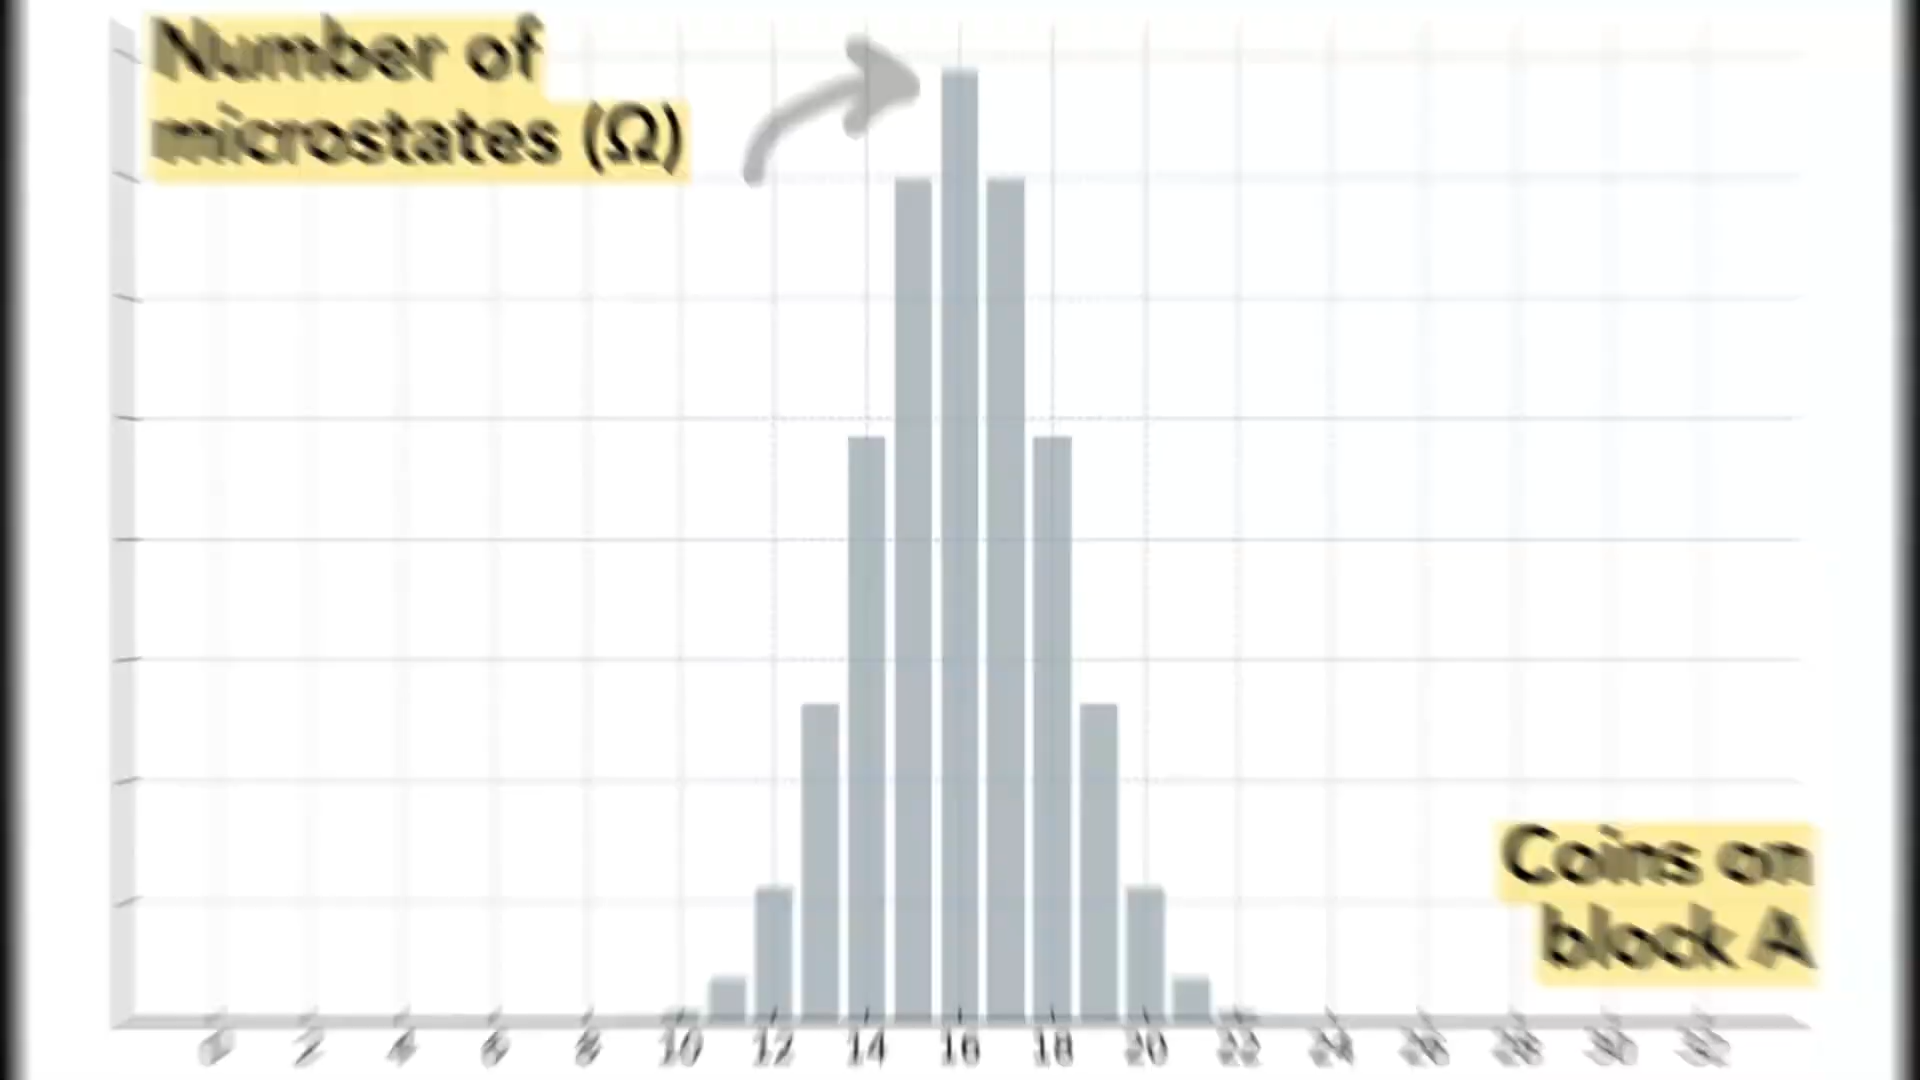 Number of
microstates (Ω)
Coins on
block A
0 2 4 6 8 10 12 14 16 18 20 22 24 26 28 30 32